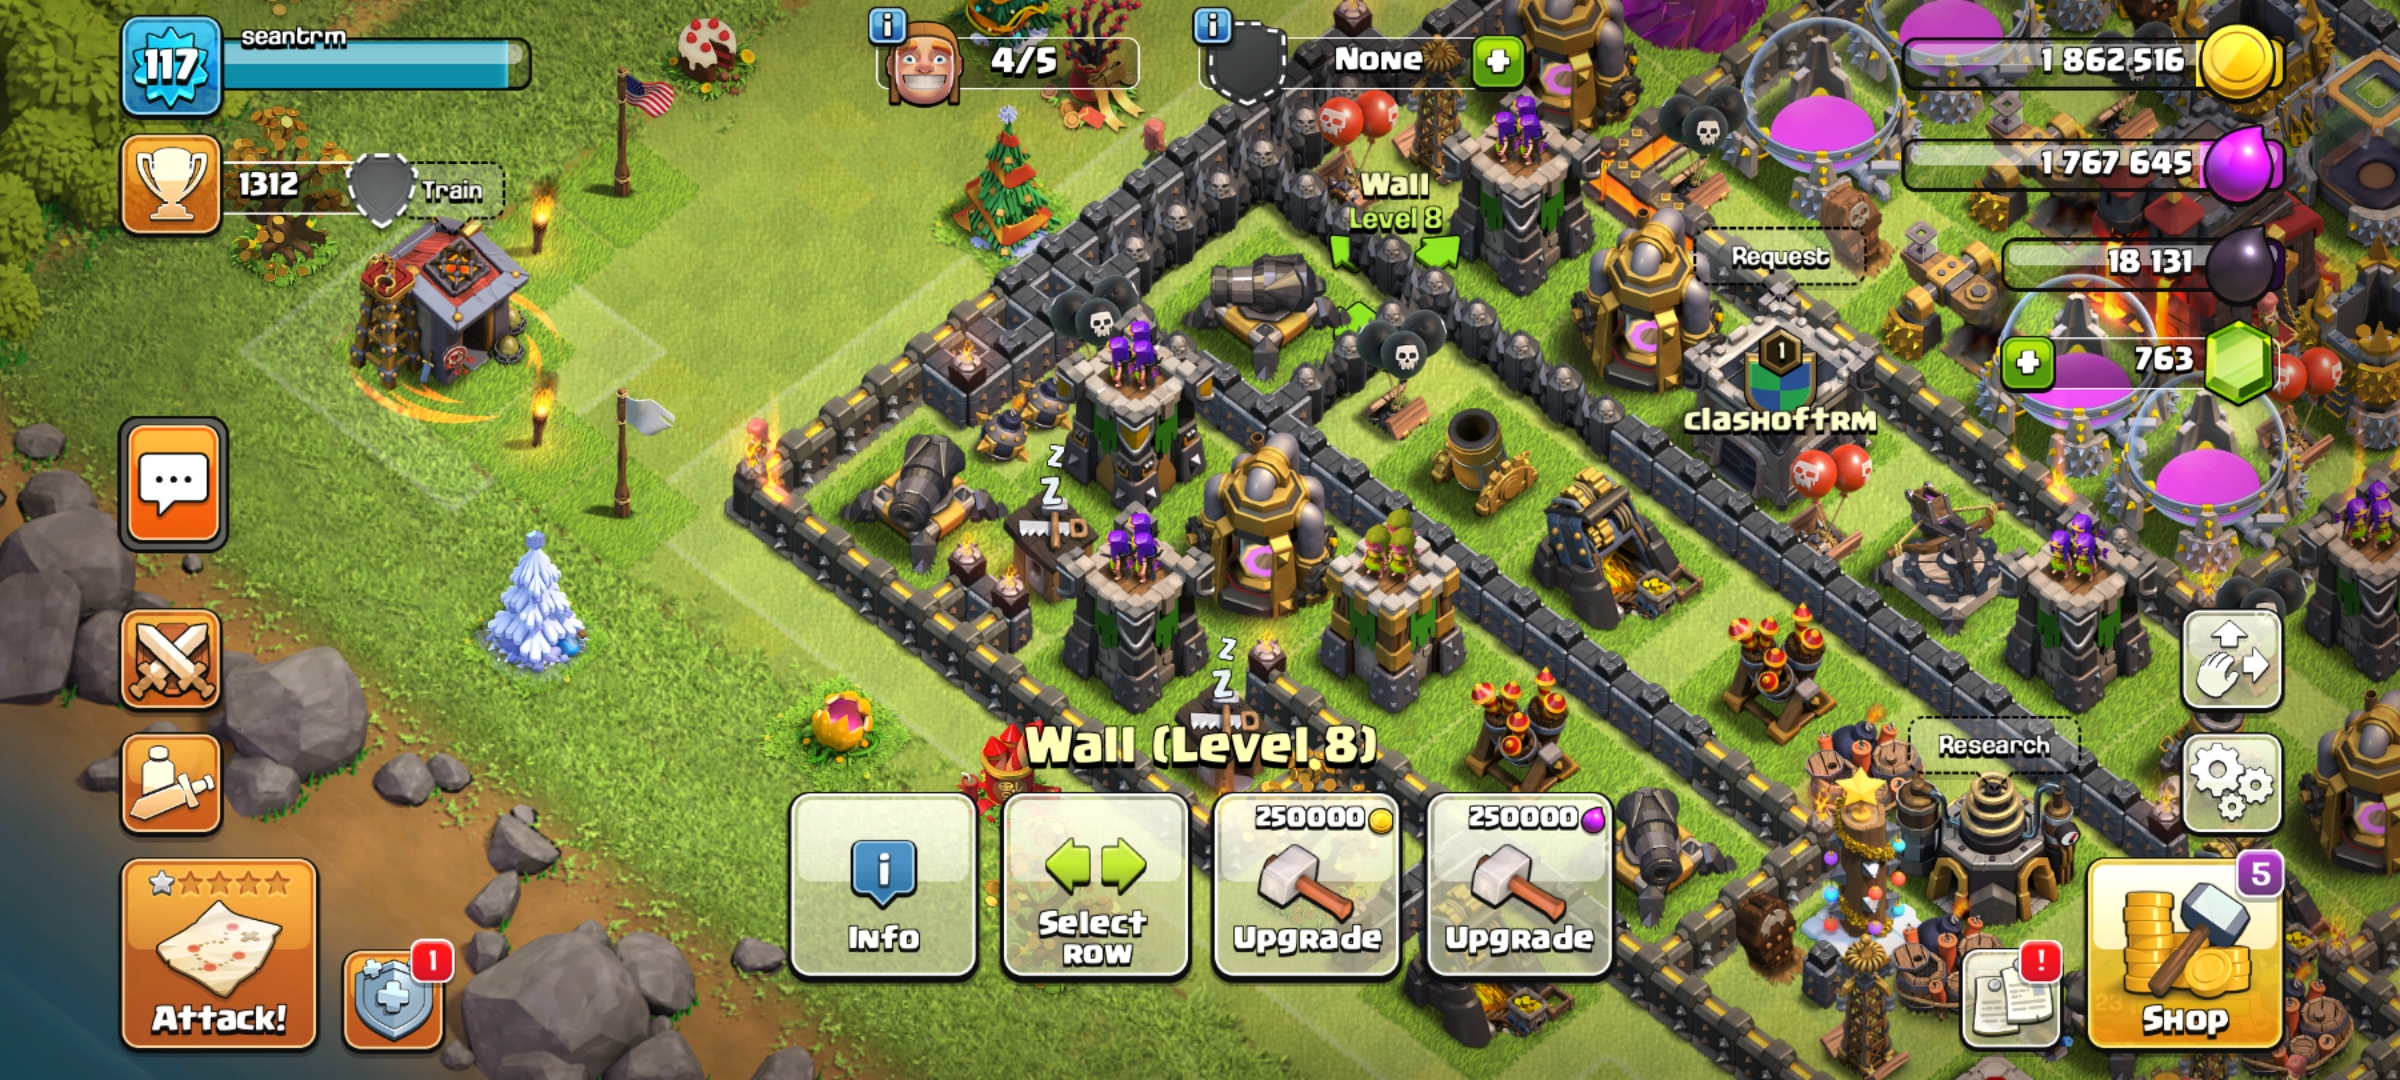 117
seantrm
4/5
None
1 862 516
1312
Train
1 767 645
Wall
Level 8
Request
18 131
763
1
clashoftrm
Z
Z
Z
Z
Wall (Level 8)
Research
250000
250000
Info
Select
Row
Upgrade
Upgrade
5
1
!
Attack!
Shop